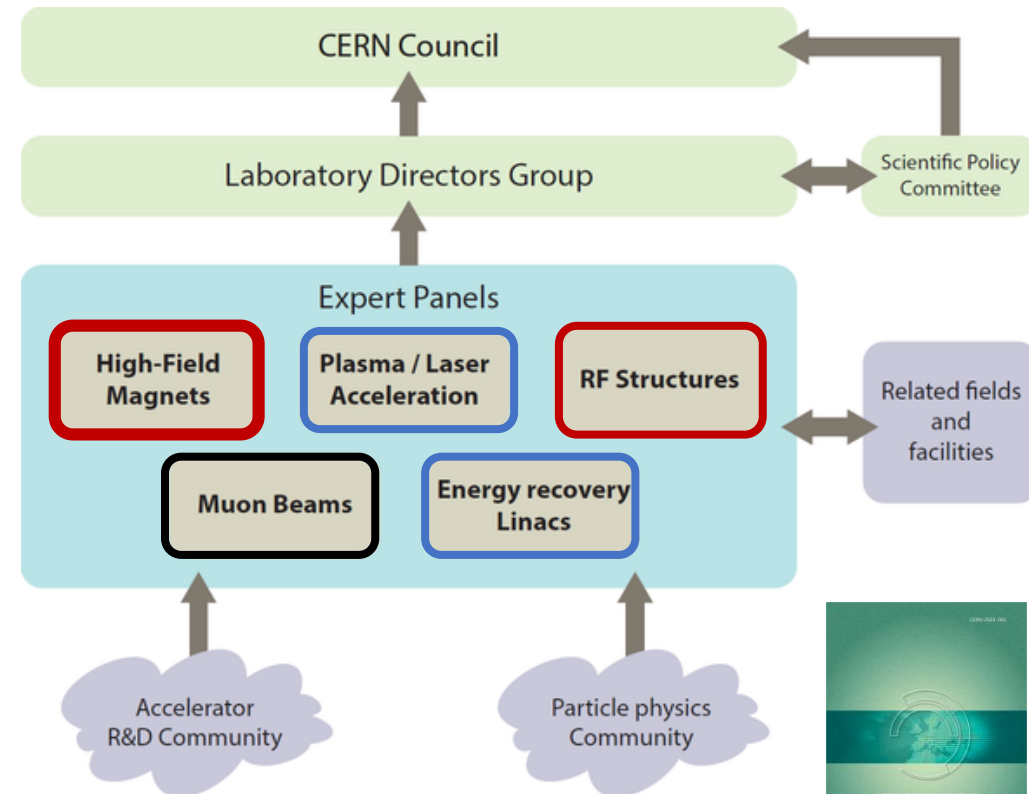 CERN Council
Laboratory Directors Group
Scientific Policy
Committee
Expert Panels
High-Field
Magnets
Plasma / Laser
Acceleration
RF Structures
Related fields
and
facilities
Muon Beams
Energy recovery
Linacs
Accelerator
R&D Community
Particle physics
Community